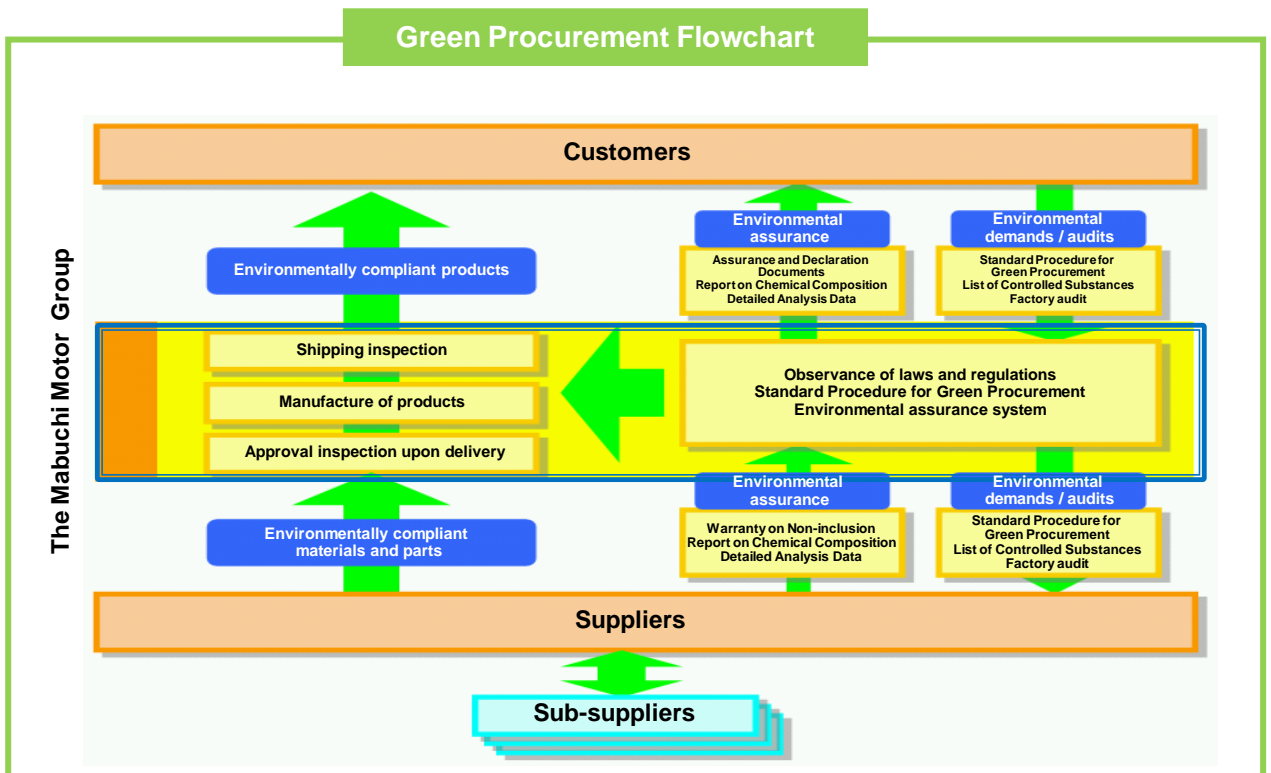 Green Procurement Flowchart
The Mabuchi Motor Group
Customers
Environmentally compliant products
Environmental
assurance
Assurance and Declaration
Documents
Report on Chemical Composition
Detailed Analysis Data
Environmental
demands / audits
Standard Procedure for
Green Procurement
List of Controlled Substances
Factory audit
Shipping inspection
Manufacture of products
Approval inspection upon delivery
Observance of laws and regulations
Standard Procedure for Green Procurement
Environmental assurance system
Environmentally compliant
materials and parts
Environmental
assurance
Warranty on Non-inclusion
Report on Chemical Composition
Detailed Analysis Data
Environmental
demands / audits
Standard Procedure for
Green Procurement
List of Controlled Substances
Factory audit
Suppliers
Sub-suppliers